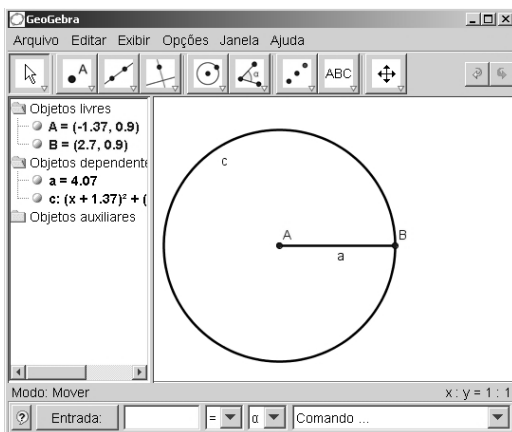 GeoGebra
Arquivo Editar Exibir Opções Janela Ajuda
A
α
ABC
Objetos livres
A = (-1.37, 0.9)
B = (2.7, 0.9)
Objetos dependente
a = 4.07
c: (x + 1.37)² + (
Objetos auxiliares
c
A
B
a
Modo: Mover
x : y = 1 : 1
? Entrada: = α Comando ...